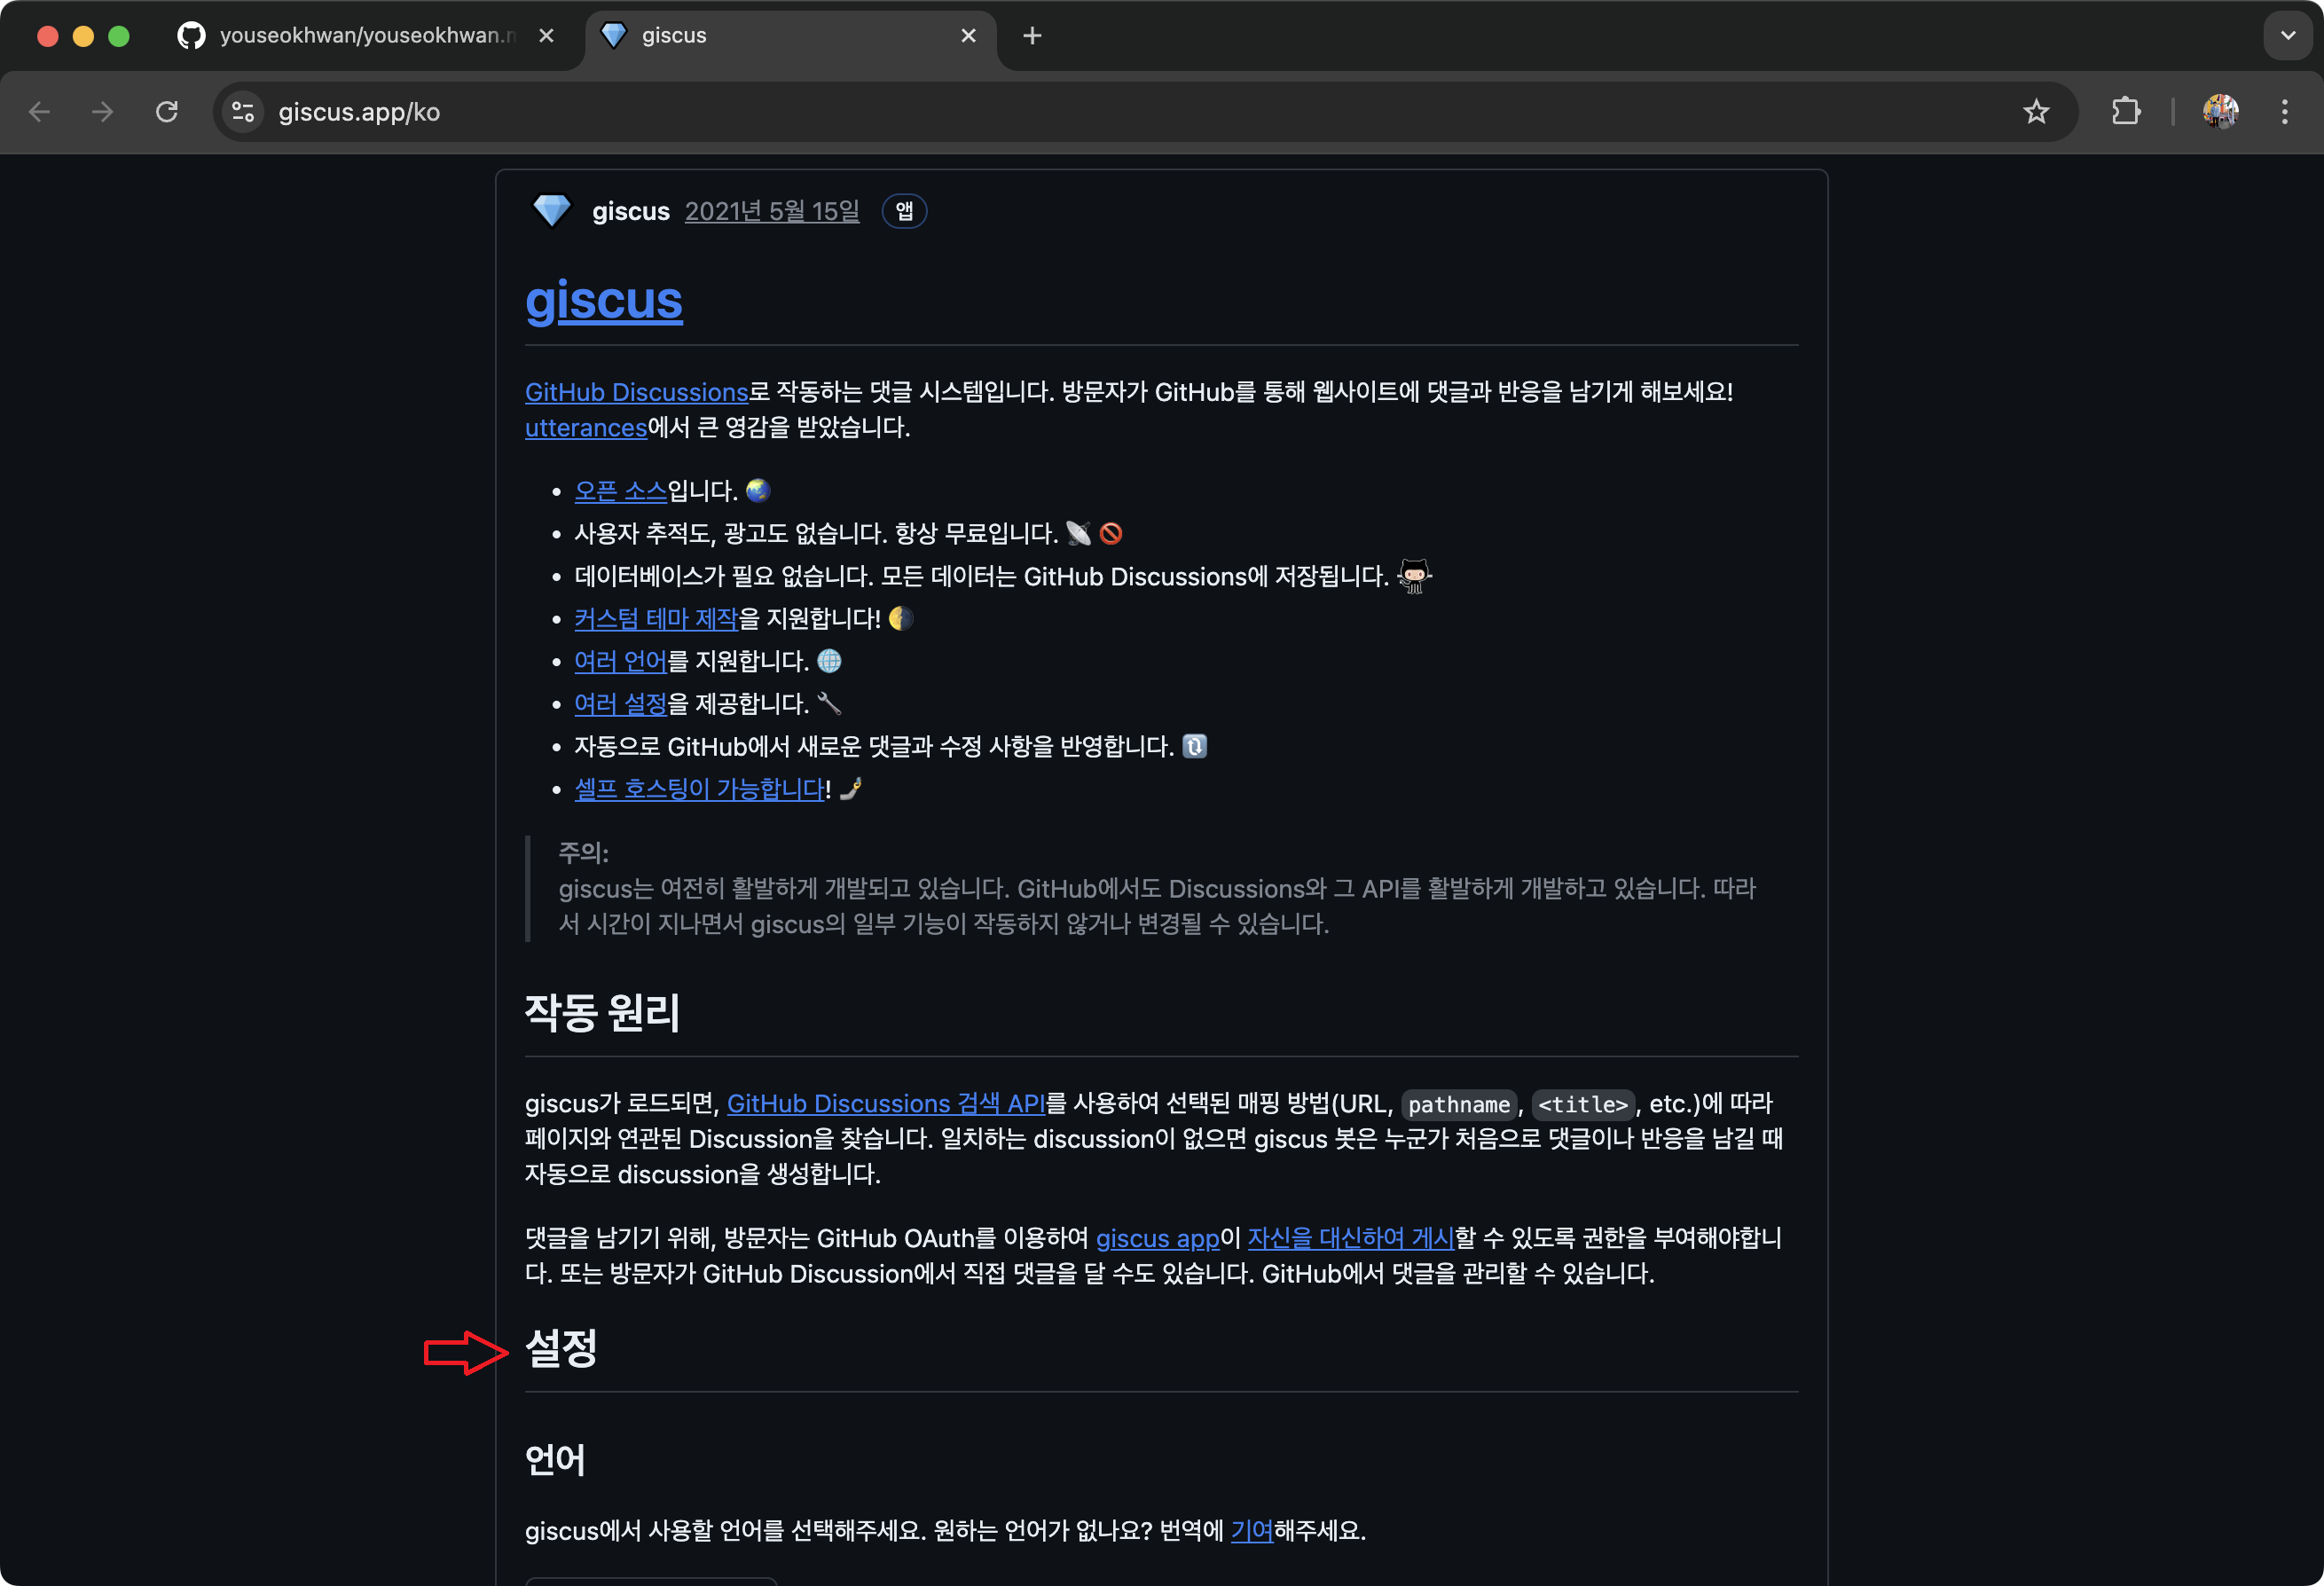 youseokhwan/youseokhwan.
giscus
giscus.app/ko
giscus 2021년 5월 15일 앱
giscus
GitHub Discussions로 작동하는 댓글 시스템입니다. 방문자가 GitHub를 통해 웹사이트에 댓글과 반응을 남기게 해보세요!
utterances에서 큰 영감을 받았습니다.
오픈 소스입니다. 🌏
사용자 추적도, 광고도 없습니다. 항상 무료입니다. 📡 🚫
데이터베이스가 필요 없습니다. 모든 데이터는 GitHub Discussions에 저장됩니다.
커스텀 테마 제작을 지원합니다! 🌗
여러 언어를 지원합니다. 🌐
여러 설정을 제공합니다. 🔧
자동으로 GitHub에서 새로운 댓글과 수정 사항을 반영합니다. 🔃
셀프 호스팅이 가능합니다! 🤳
주의:
giscus는 여전히 활발하게 개발되고 있습니다. GitHub에서도 Discussions와 그 API를 활발하게 개발하고 있습니다. 따라
서 시간이 지나면서 giscus의 일부 기능이 작동하지 않거나 변경될 수 있습니다.
작동 원리
giscus가 로드되면, GitHub Discussions 검색 API를 사용하여 선택된 매핑 방법(URL, pathname, <title>, etc.)에 따라
페이지와 연관된 Discussion을 찾습니다. 일치하는 discussion이 없으면 giscus 봇은 누군가 처음으로 댓글이나 반응을 남길 때
자동으로 discussion을 생성합니다.
댓글을 남기기 위해, 방문자는 GitHub OAuth를 이용하여 giscus app이 자신을 대신하여 게시할 수 있도록 권한을 부여해야합니
다. 또는 방문자가 GitHub Discussion에서 직접 댓글을 달 수도 있습니다. GitHub에서 댓글을 관리할 수 있습니다.
설정
언어
giscus에서 사용할 언어를 선택해주세요. 원하는 언어가 없나요? 번역에 기여해주세요.